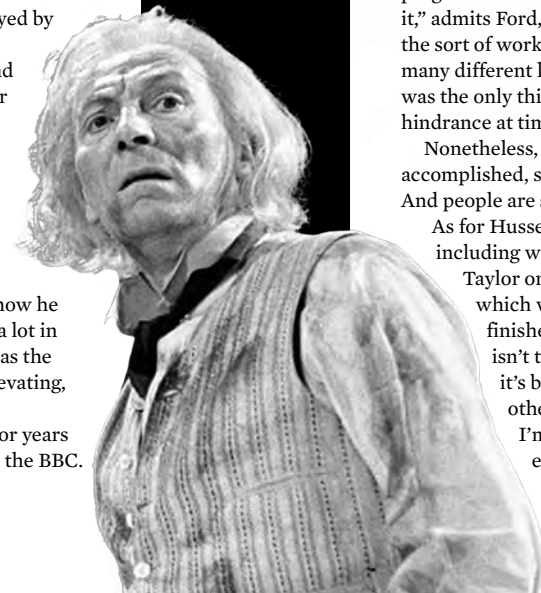 yed by
nd
r
now he
a lot in
as the
evating,
or years
the BBC.
it,” admits Ford,
the sort of work
many different
was the only thi
hindrance at tim
Nonetheless,
accomplished, s
And people are
As for Husse
including w
Taylor or
which w
finishe
isn’t t
it’s b
othe
I’m
e